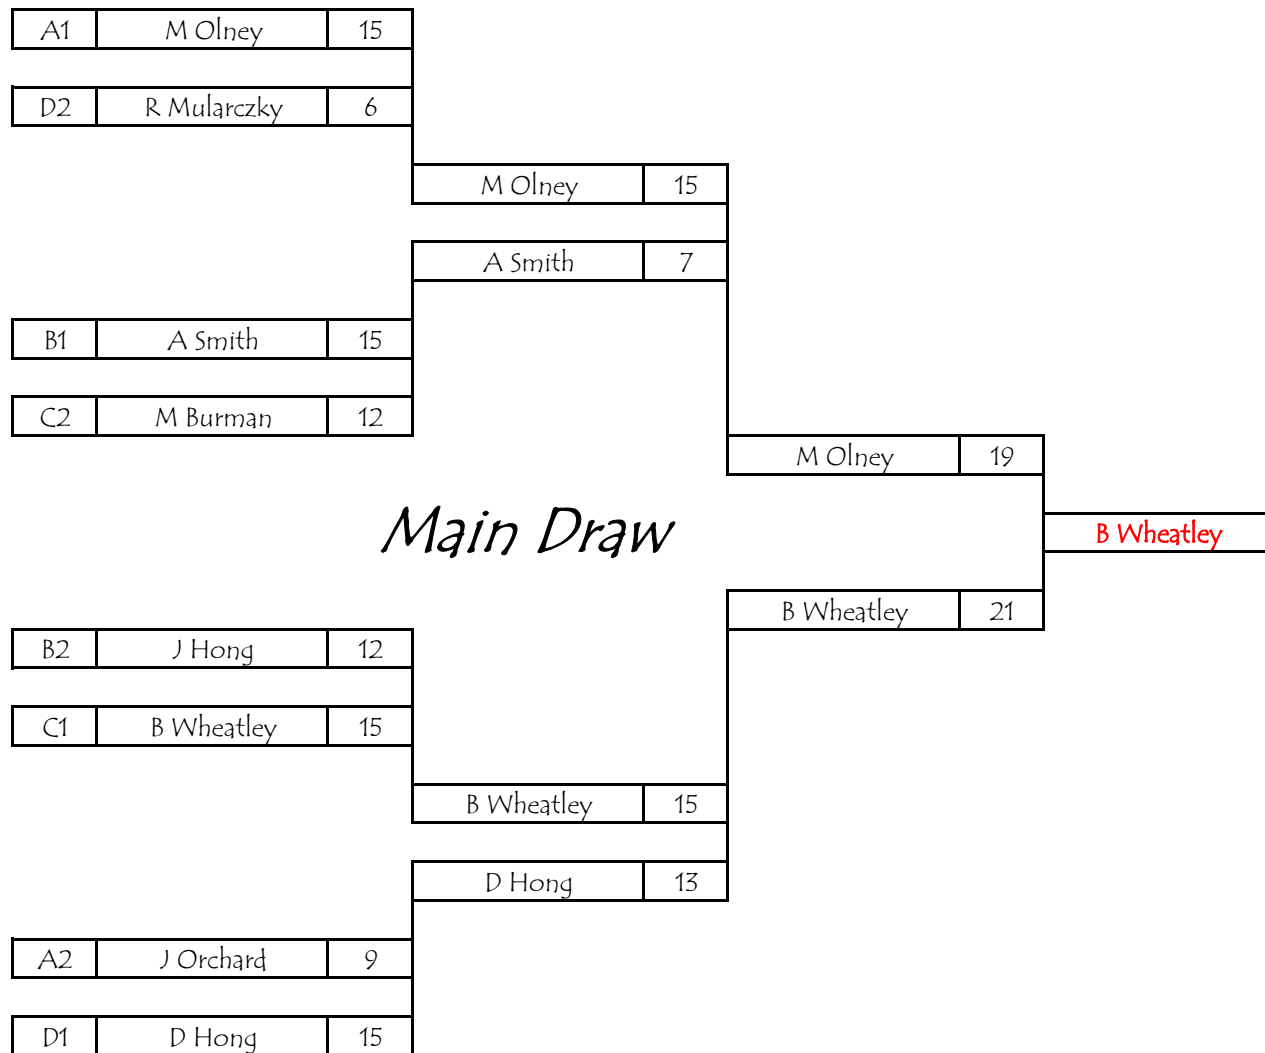 A1 M Olney 15
D2 R Mularczky 6
M Olney 15
A Smith 7
B1 A Smith 15
C2 M Burman 12
M Olney 19
Main Draw
B Wheatley
B Wheatley 21
B2 J Hong 12
C1 B Wheatley 15
B Wheatley 15
D Hong 13
A2 J Orchard 9
D1 D Hong 15